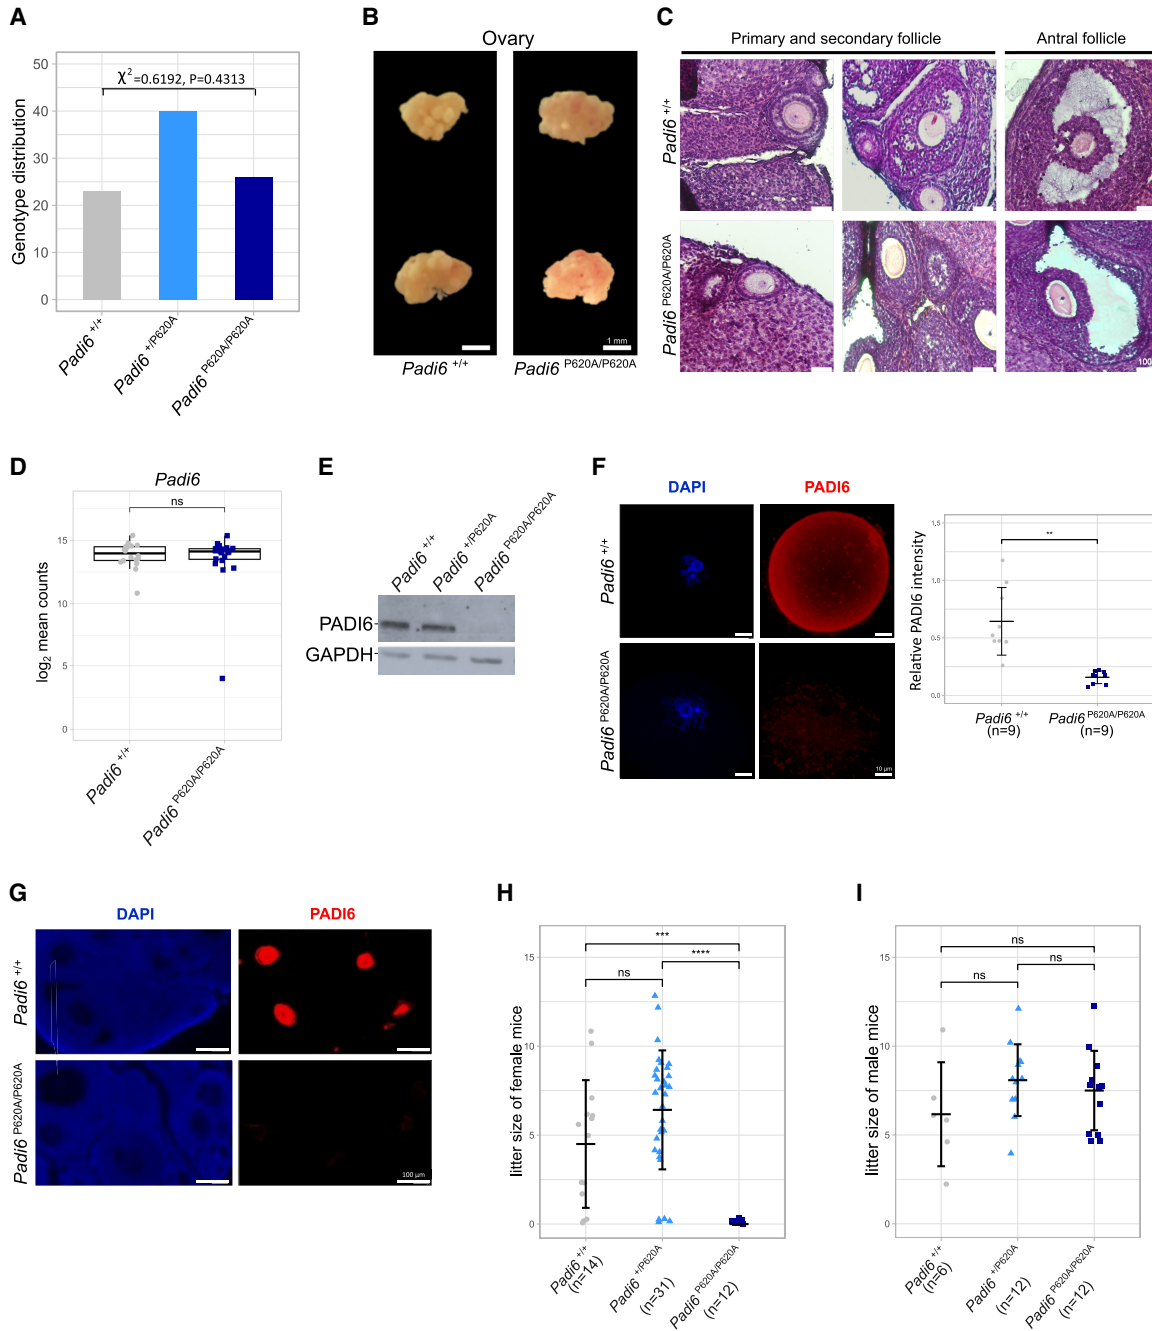 A
χ²=0.6192, P=0.4313
Genotype distribution
50
40
30
20
10
0
Padi6 +/+
Padi6 +/P620A
Padi6 P620A/P620A
B
Ovary
1 mm
Padi6 +/+
Padi6 P620A/P620A
C
Primary and secondary follicle
Antral follicle
Padi6 +/+
Padi6 P620A/P620A
100
D
Padi6
ns
log2 mean counts
15
10
5
0
Padi6 +/+
Padi6 P620A/P620A
E
Padi6 +/+
Padi6 +/P620A
Padi6 P620A/P620A
PADI6
GAPDH
F
DAPI
PADI6
Padi6 +/+
Padi6 P620A/P620A
10 µm
Relative PADI6 intensity
1.5
1.0
0.5
0.0
**
Padi6 +/+
(n=9)
Padi6 P620A/P620A
(n=9)
G
DAPI
PADI6
Padi6 +/+
Padi6 P620A/P620A
100 µm
H
litter size of female mice
15
10
5
0
***
****
ns
Padi6 +/+
(n=14)
Padi6 +/P620A
(n=31)
Padi6 P620A/P620A
(n=12)
I
litter size of male mice
15
10
5
0
ns
ns
ns
Padi6 +/+
(n=6)
Padi6 +/P620A
(n=12)
Padi6 P620A/P620A
(n=12)